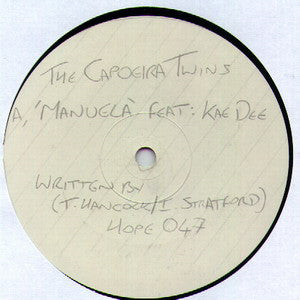 THE CAPOEIRA TWINS
A, 'MANUELA' FEAT: KAE DEE
WRITTEN BY
(T. HANCOCK/I. STRATFORD)
HOPE 047